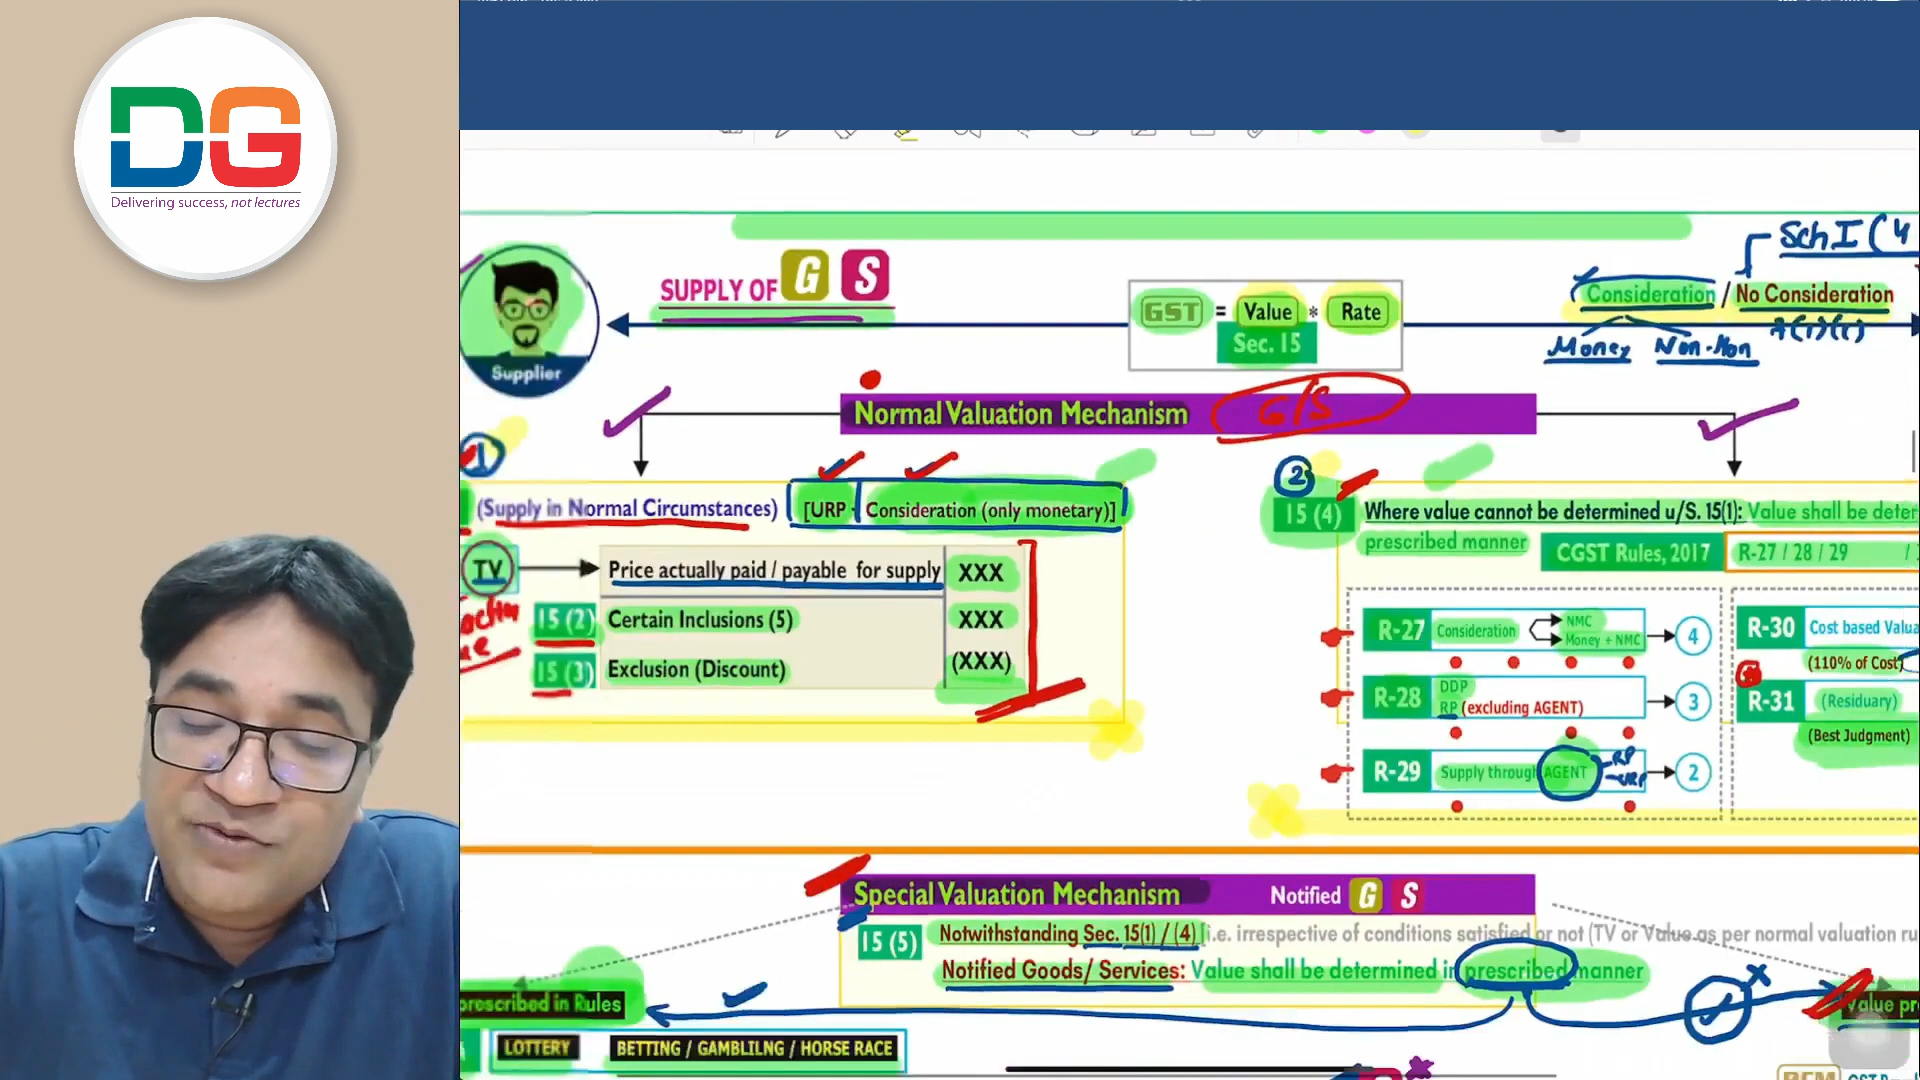 DG
Delivering success, not lectures
Sch I (4
SUPPLY OF G S
GST = Value * Rate
Sec. 15
Consideration / No Consideration
Money Non-Mon
Supplier
Normal Valuation Mechanism G/S
1
(Supply in Normal Circumstances) [URP + Consideration (only monetary)]
TV Price actually paid / payable for supply XXX
15 (2) Certain Inclusions (5) XXX
15 (3) Exclusion (Discount) (XXX)
2
15 (4) Where value cannot be determined u/S. 15(1): Value shall be deter
prescribed manner CGST Rules, 2017 R-27 / 28 / 29 /
R-27 Consideration NMC
Money + NMC 4
R-28 DDP
RP (excluding AGENT) 3
R-29 Supply through AGENT RP URP 2
R-30 Cost based Valua
(110% of Cost)
R-31 (Residuary)
(Best Judgment)
Special Valuation Mechanism Notified G S
15 (5) Notwithstanding Sec. 15(1) / (4) [i.e. irrespective of conditions satisfied or not (TV or Value as per normal valuation ru
Notified Goods/ Services: Value shall be determined in prescribed manner
prescribed in Rules
Value pr
LOTTERY BETTING / GAMBLILNG / HORSE RACE